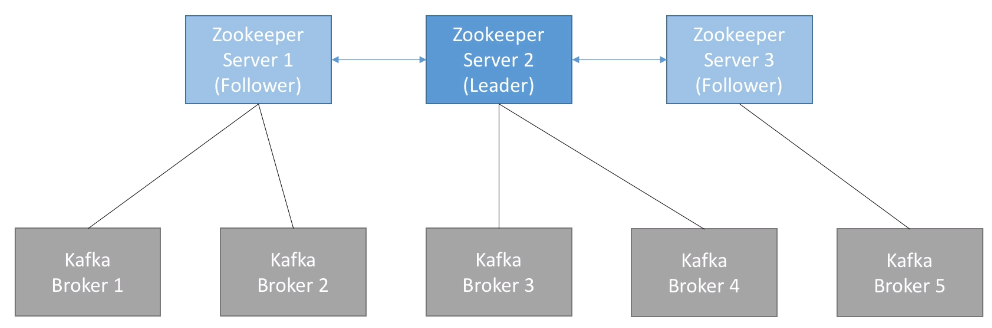 Zookeeper
Server 1
(Follower)
Zookeeper
Server 2
(Leader)
Zookeeper
Server 3
(Follower)
Kafka
Broker 1
Kafka
Broker 2
Kafka
Broker 3
Kafka
Broker 4
Kafka
Broker 5